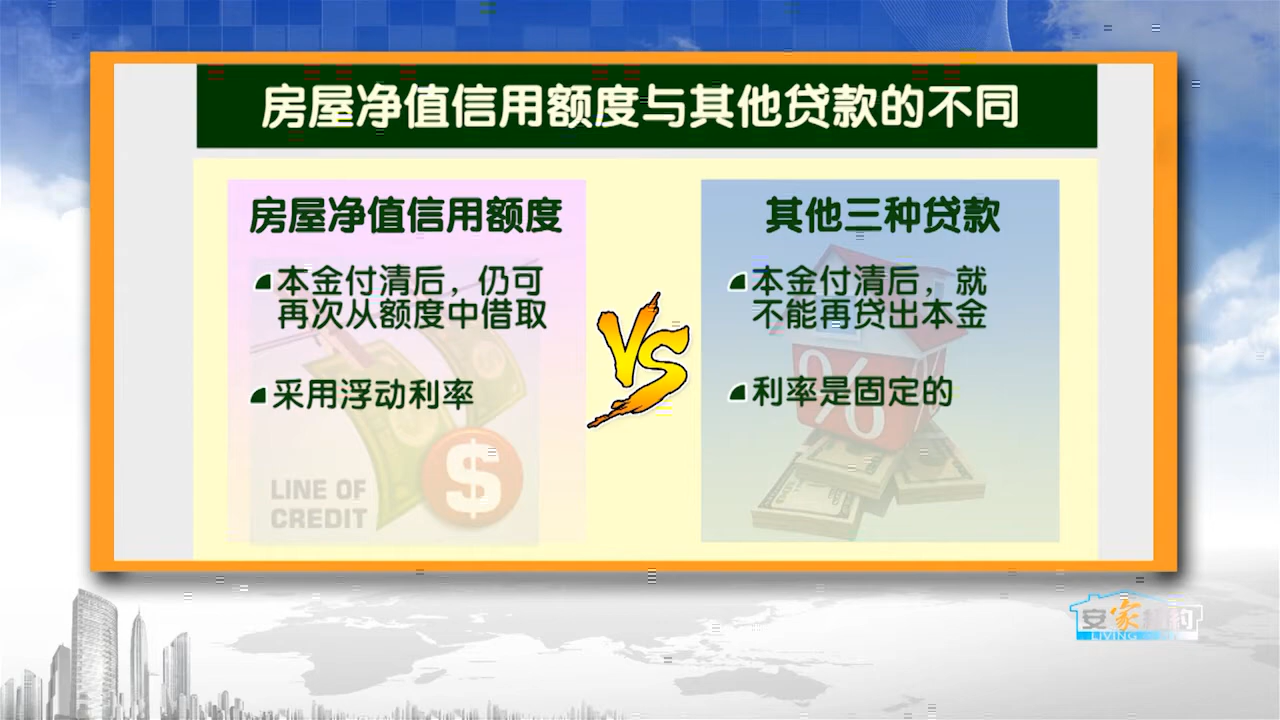 房屋净值信用额度与其他贷款的不同
房屋净值信用额度
本金付清后，仍可
再次从额度中借取
采用浮动利率
LINE OF
CREDIT
$
VS
其他三种贷款
本金付清后，就
不能再贷出本金
利率是固定的
%
安家纽约
LIVING